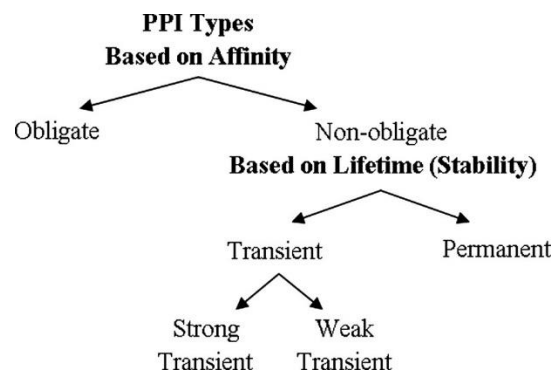 PPI Types
Based on Affinity
Obligate
Non-obligate
Based on Lifetime (Stability)
Transient
Permanent
Strong
Transient
Weak
Transient